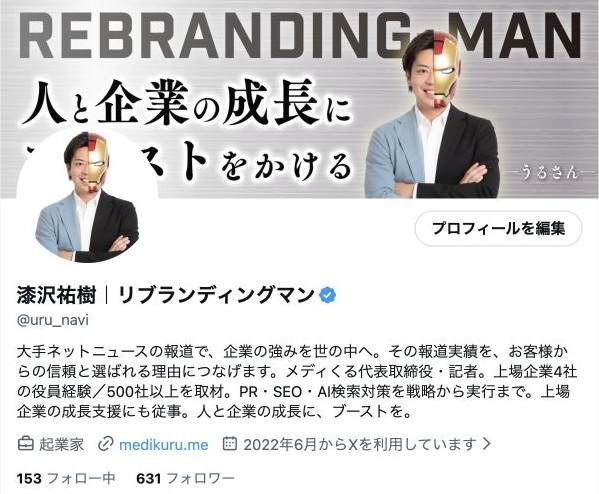 REBRANDING MAN
人と企業の成長に
ストをかける
うるさん
プロフィールを編集
漆沢祐樹｜リブランディングマン
@uru_navi
大手ネットニュースの報道で、企業の強みを世の中へ。その報道実績を、お客様か
らの信頼と選ばれる理由につなげます。メディくる代表取締役・記者。上場企業4社
の役員経験／500社以上を取材。PR・SEO・AI検索対策を戦略から実行まで。上場
企業の成長支援にも従事。人と企業の成長に、ブーストを。
起業家 medikuru.me 2022年6月からXを利用しています
153 フォロー中 631 フォロワー